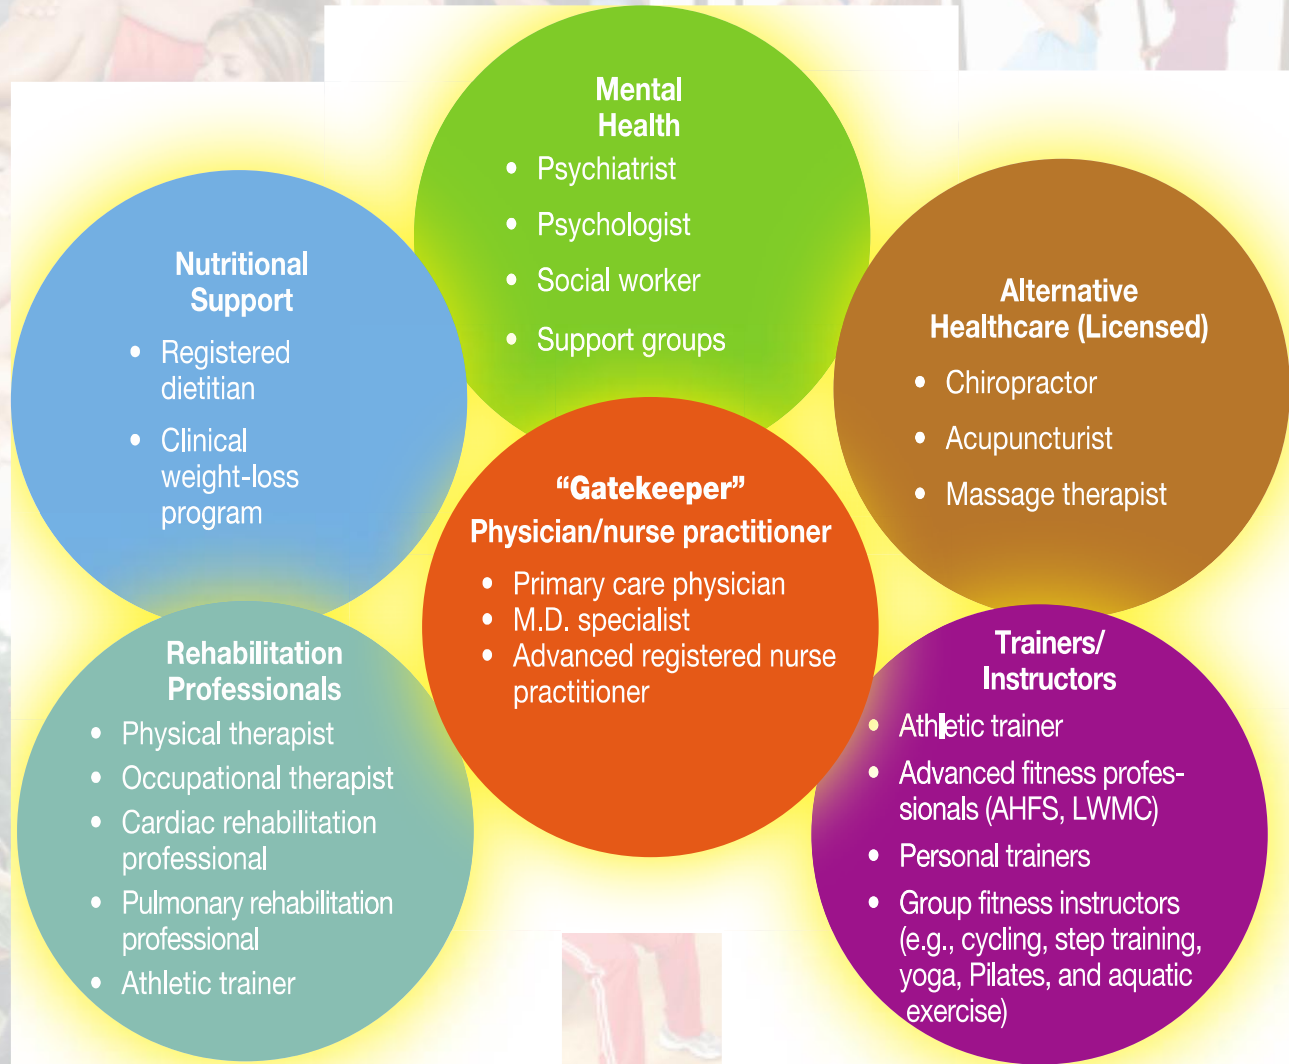 Mental
Health
• Psychiatrist
• Psychologist
• Social worker
• Support groups
Nutritional
Support
• Registered
dietitian
• Clinical
weight-loss
program
Alternative
Healthcare (Licensed)
• Chiropractor
• Acupuncturist
• Massage therapist
“Gatekeeper”
Physician/nurse practitioner
• Primary care physician
• M.D. specialist
• Advanced registered nurse
practitioner
Rehabilitation
Professionals
• Physical therapist
• Occupational therapist
• Cardiac rehabilitation
professional
• Pulmonary rehabilitation
professional
• Athletic trainer
Trainers/
Instructors
• Athletic trainer
• Advanced fitness profes-
sionals (AHFS, LWMC)
• Personal trainers
• Group fitness instructors
(e.g., cycling, step training,
yoga, Pilates, and aquatic
exercise)